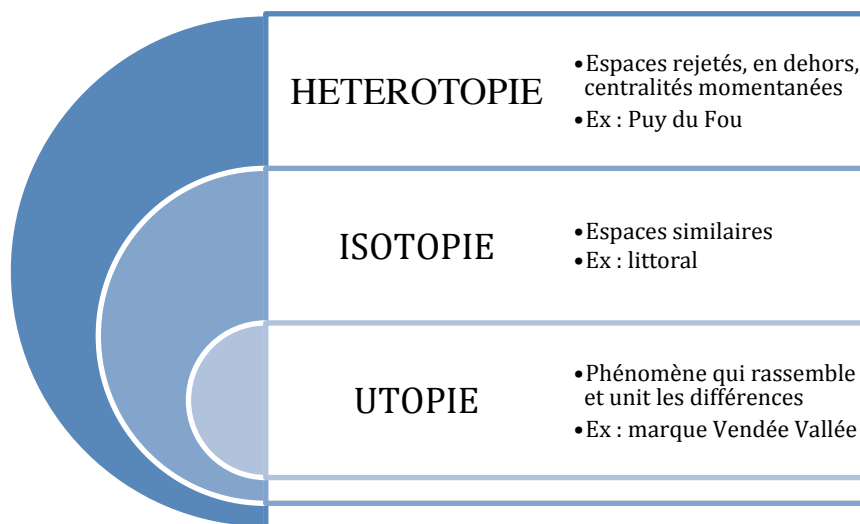 HETEROTOPIE
•Espaces rejetés, en dehors,
centralités momentanées
•Ex : Puy du Fou
ISOTOPIE
•Espaces similaires
•Ex : littoral
UTOPIE
•Phénomène qui rassemble
et unit les différences
•Ex : marque Vendée Vallée